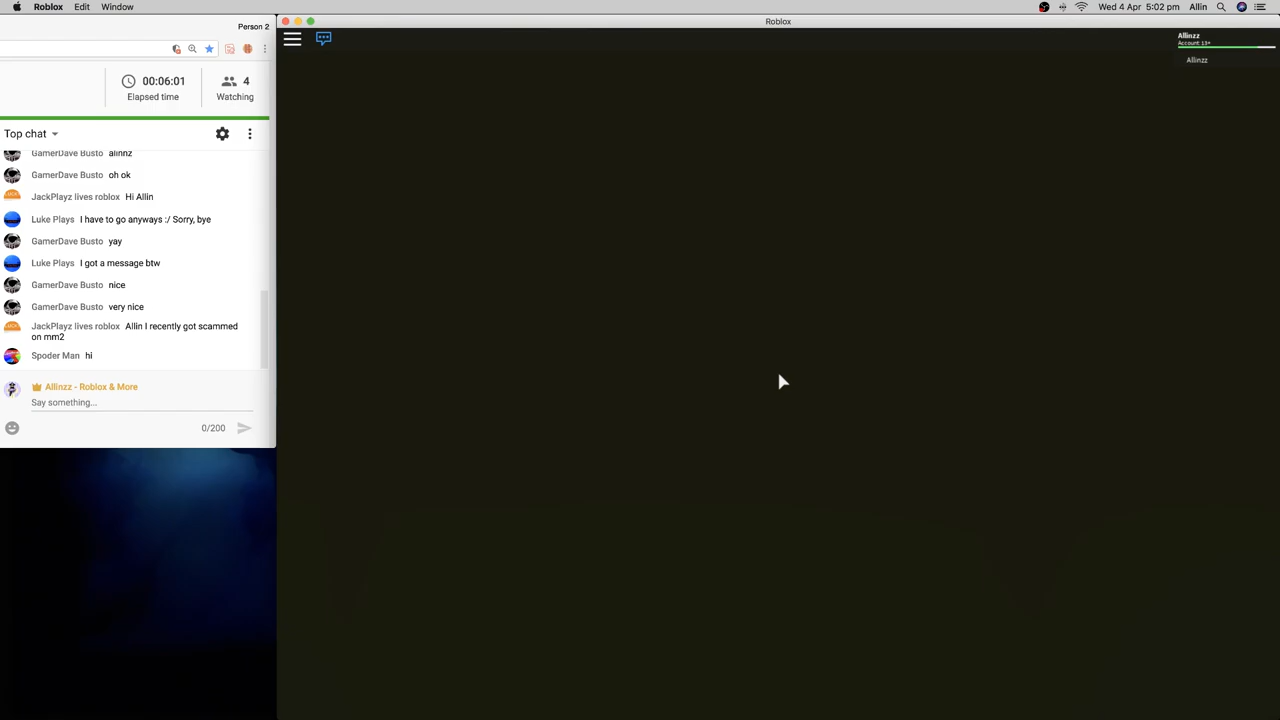 Roblox Edit Window
Wed 4 Apr 5:02 pm Allin
Person 2
00:06:01
Elapsed time
4
Watching
Top chat
GamerDave Busto alinnz
GamerDave Busto oh ok
JackPlayz lives roblox Hi Allin
Luke Plays I have to go anyways :/ Sorry, bye
GamerDave Busto yay
Luke Plays I got a message btw
GamerDave Busto nice
GamerDave Busto very nice
JackPlayz lives roblox Allin I recently got scammed
on mm2
Spoder Man hi
Allinzz - Roblox & More
Say something...
0/200
Roblox
Allinzz
Account: 13+
Allinzz